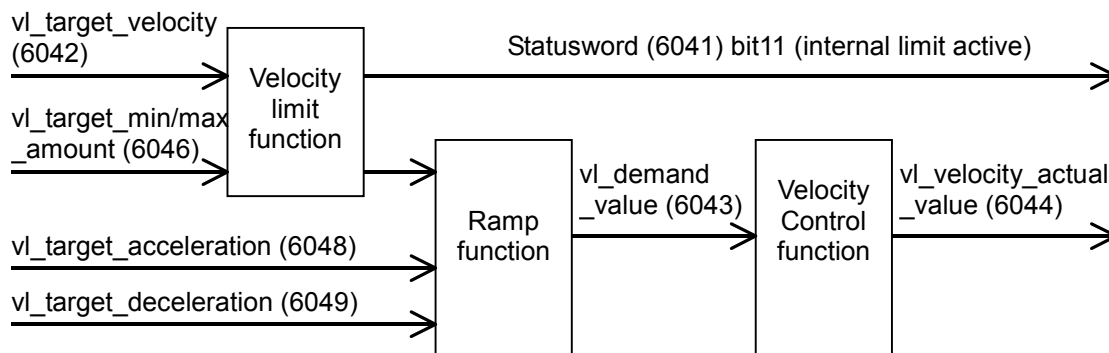 vl_target_velocity
(6042)
Statusword (6041) bit11 (internal limit active)
Velocity
limit
function
vl_target_min/max
_amount (6046)
vl_demand
_value (6043)
vl_velocity_actual
_value (6044)
Ramp
function
Velocity
Control
function
vl_target_acceleration (6048)
vl_target_deceleration (6049)